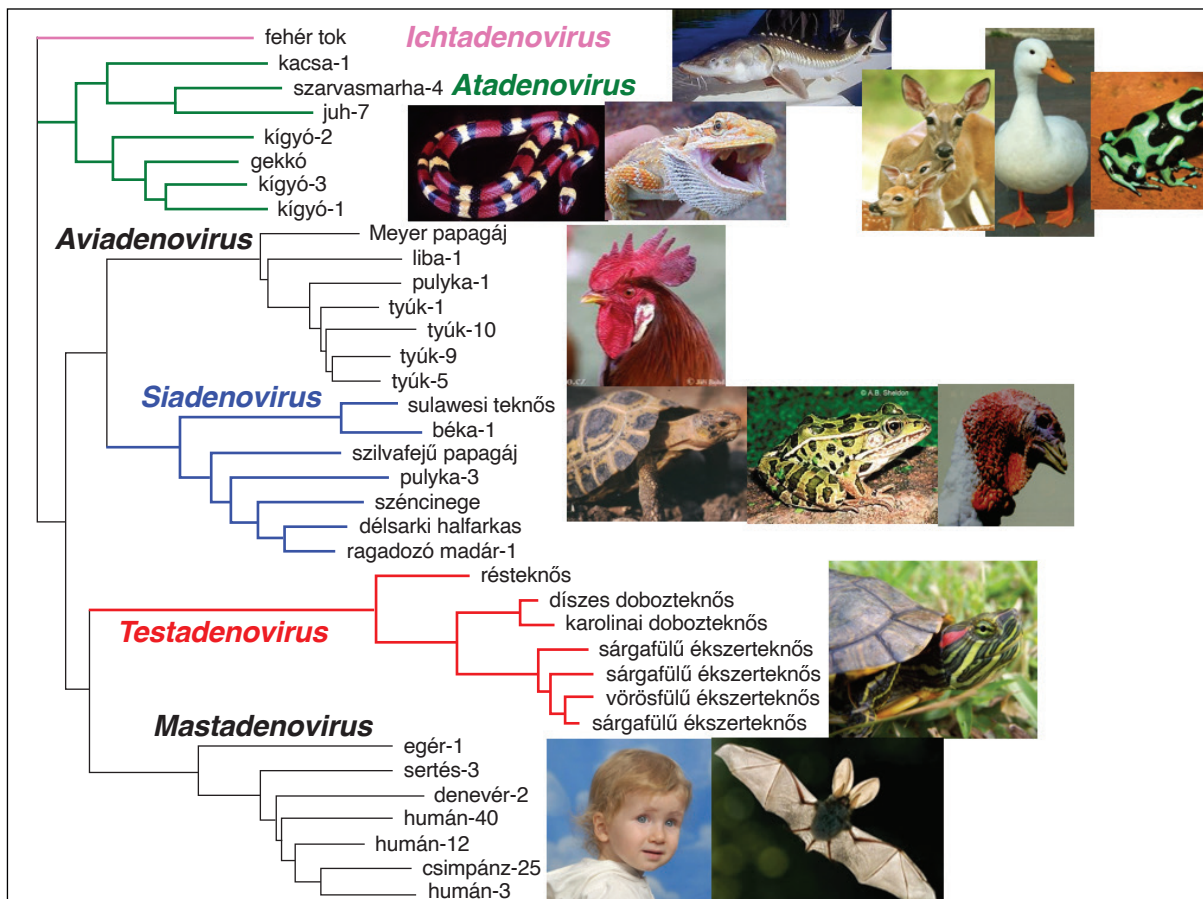 fehér tok
Ichtadenovirus
kacsa-1
szarvasmarha-4
Atadenovirus
juh-7
kígyó-2
gekkó
kígyó-3
kígyó-1
Aviadenovirus
Meyer papagáj
liba-1
pulyka-1
tyúk-1
tyúk-10
tyúk-9
tyúk-5
Siadenovirus
sulawesi teknős
© A.B. Sheldon
béka-1
szilvafejű papagáj
pulyka-3
széncinege
délsarki halfarkas
ragadozó madár-1
résteknős
díszes dobozteknős
Testadenovirus
karolinai dobozteknős
sárgafülű ékszerteknős
sárgafülű ékszerteknős
vörösfülű ékszerteknős
sárgafülű ékszerteknős
Mastadenovirus
egér-1
sertés-3
denevér-2
humán-40
humán-12
csimpánz-25
humán-3